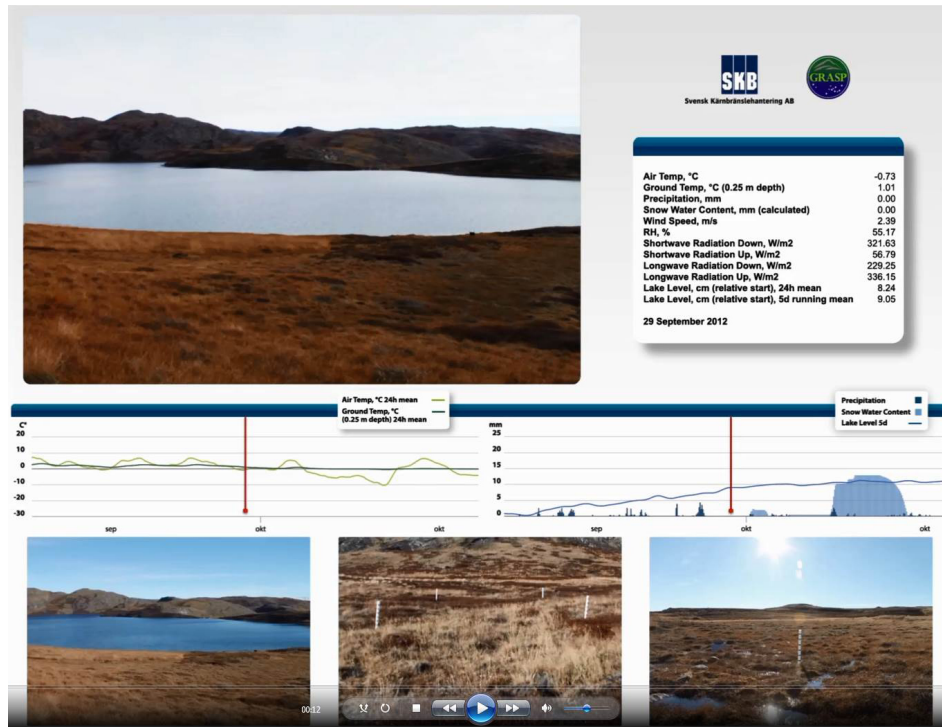 SKB
Svensk Kärnbränslehantering AB
GRASP
Air Temp, °C -0.73
Ground Temp, °C (0.25 m depth) 1.01
Precipitation, mm 0.00
Snow Water Content, mm (calculated) 0.00
Wind Speed, m/s 2.39
RH, % 55.17
Shortwave Radiation Down, W/m2 321.63
Shortwave Radiation Up, W/m2 56.79
Longwave Radiation Down, W/m2 229.25
Longwave Radiation Up, W/m2 336.15
Lake Level, cm (relative start), 24h mean 8.24
Lake Level, cm (relative start), 5d running mean 9.05
29 September 2012
Air Temp, °C 24h mean
Ground Temp, °C
(0.25 m depth) 24h mean
C°
20
10
0
-10
-20
-30
sep okt okt
Precipitation
Snow Water Content
Lake Level 5d
mm
25
20
15
10
5
0
sep okt okt
00:12